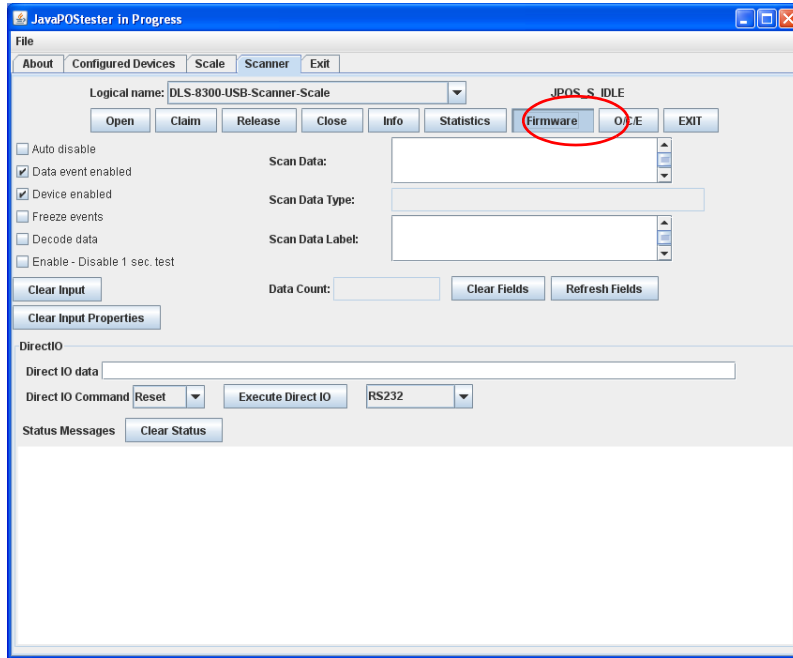 JavaPOStester in Progress
File
About Configured Devices Scale Scanner Exit
Logical name: DLS-8300-USB-Scanner-Scale JPOS_S_IDLE
Open Claim Release Close Info Statistics Firmware O/C/E EXIT
Auto disable
Data event enabled
Device enabled
Freeze events
Decode data
Enable - Disable 1 sec. test
Scan Data:
Scan Data Type:
Scan Data Label:
Clear Input Data Count: Clear Fields Refresh Fields
Clear Input Properties
DirectIO
Direct IO data
Direct IO Command Reset Execute Direct IO RS232
Status Messages Clear Status